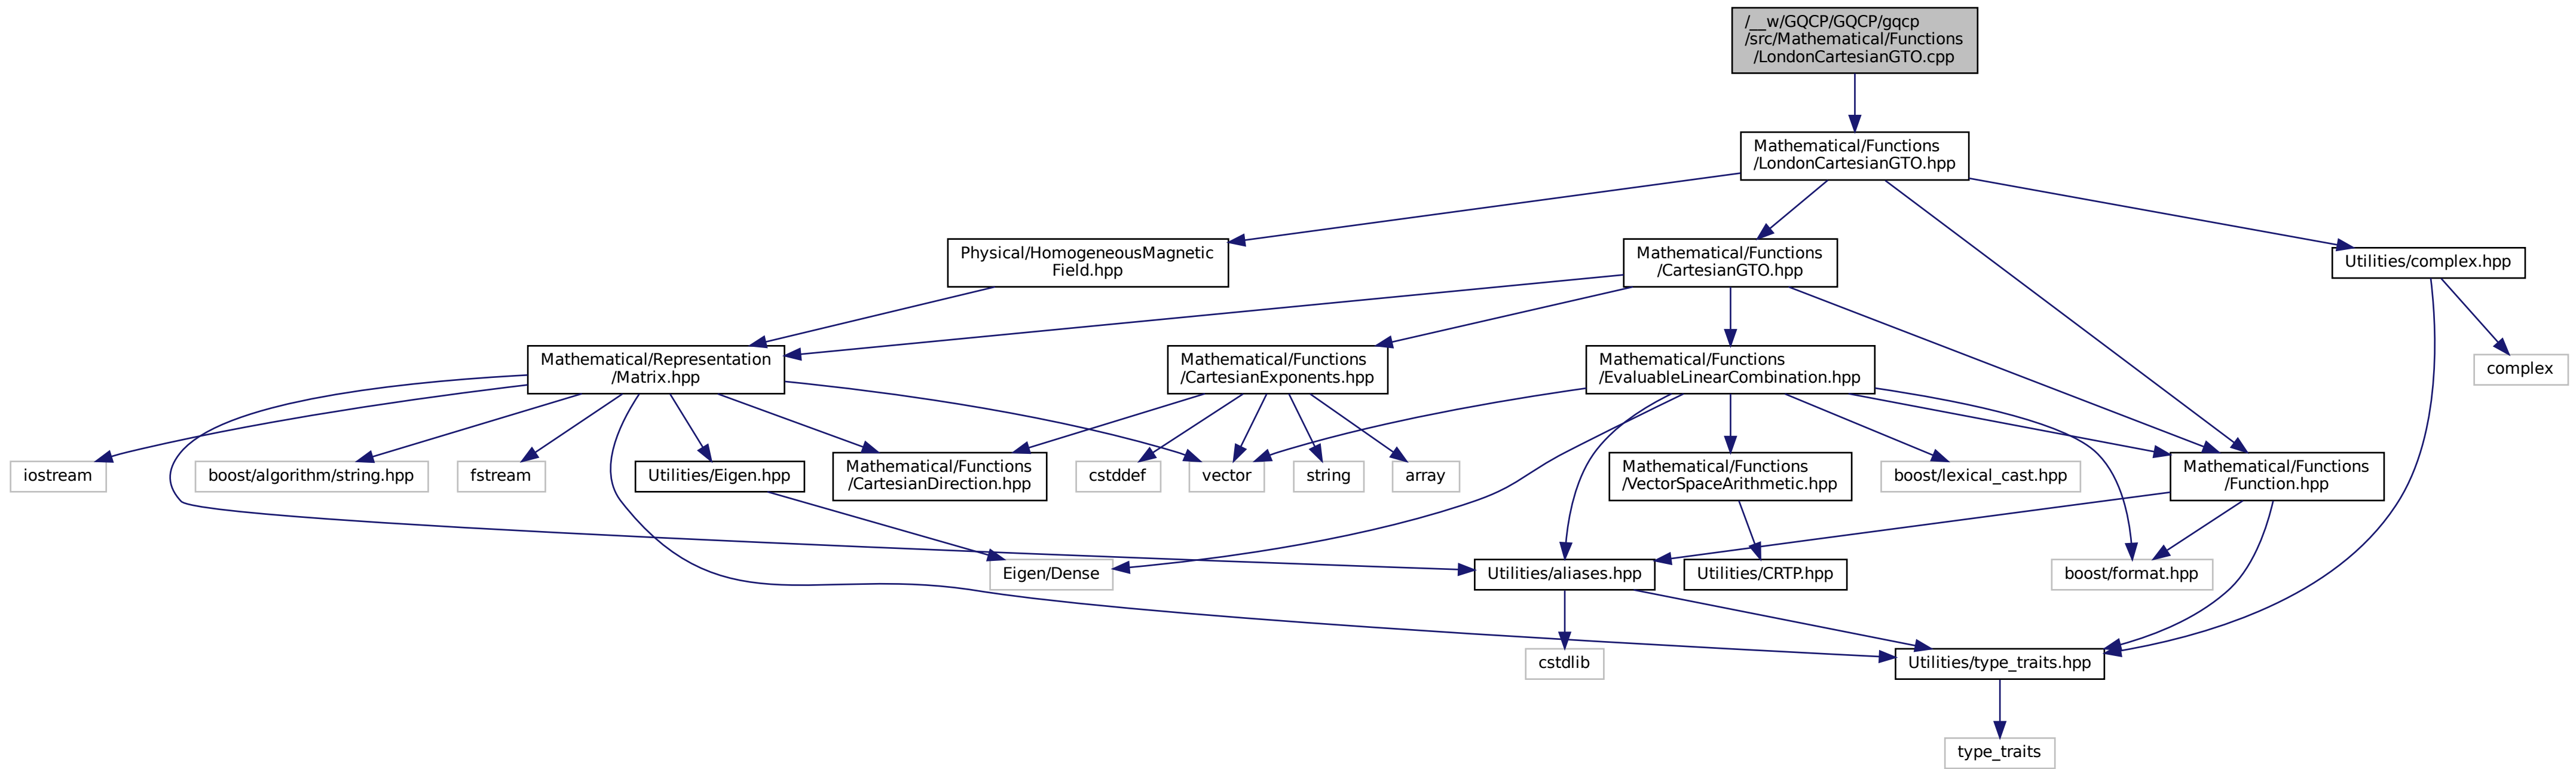 /__w/GQCP/GQCP/gqcp
/src/Mathematical/Functions
/LondonCartesianGTO.cpp
Mathematical/Functions
/LondonCartesianGTO.hpp
Physical/HomogeneousMagnetic
Field.hpp
Mathematical/Functions
/CartesianGTO.hpp
Utilities/complex.hpp
Mathematical/Representation
/Matrix.hpp
Mathematical/Functions
/CartesianExponents.hpp
Mathematical/Functions
/EvaluableLinearCombination.hpp
complex
iostream
boost/algorithm/string.hpp
fstream
Utilities/Eigen.hpp
Mathematical/Functions
/CartesianDirection.hpp
cstddef
vector
string
array
Mathematical/Functions
/VectorSpaceArithmetic.hpp
boost/lexical_cast.hpp
Mathematical/Functions
/Function.hpp
Eigen/Dense
Utilities/aliases.hpp
Utilities/CRTP.hpp
boost/format.hpp
cstdlib
Utilities/type_traits.hpp
type_traits